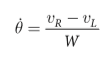 θ̇ = (v_R − v_L) / W